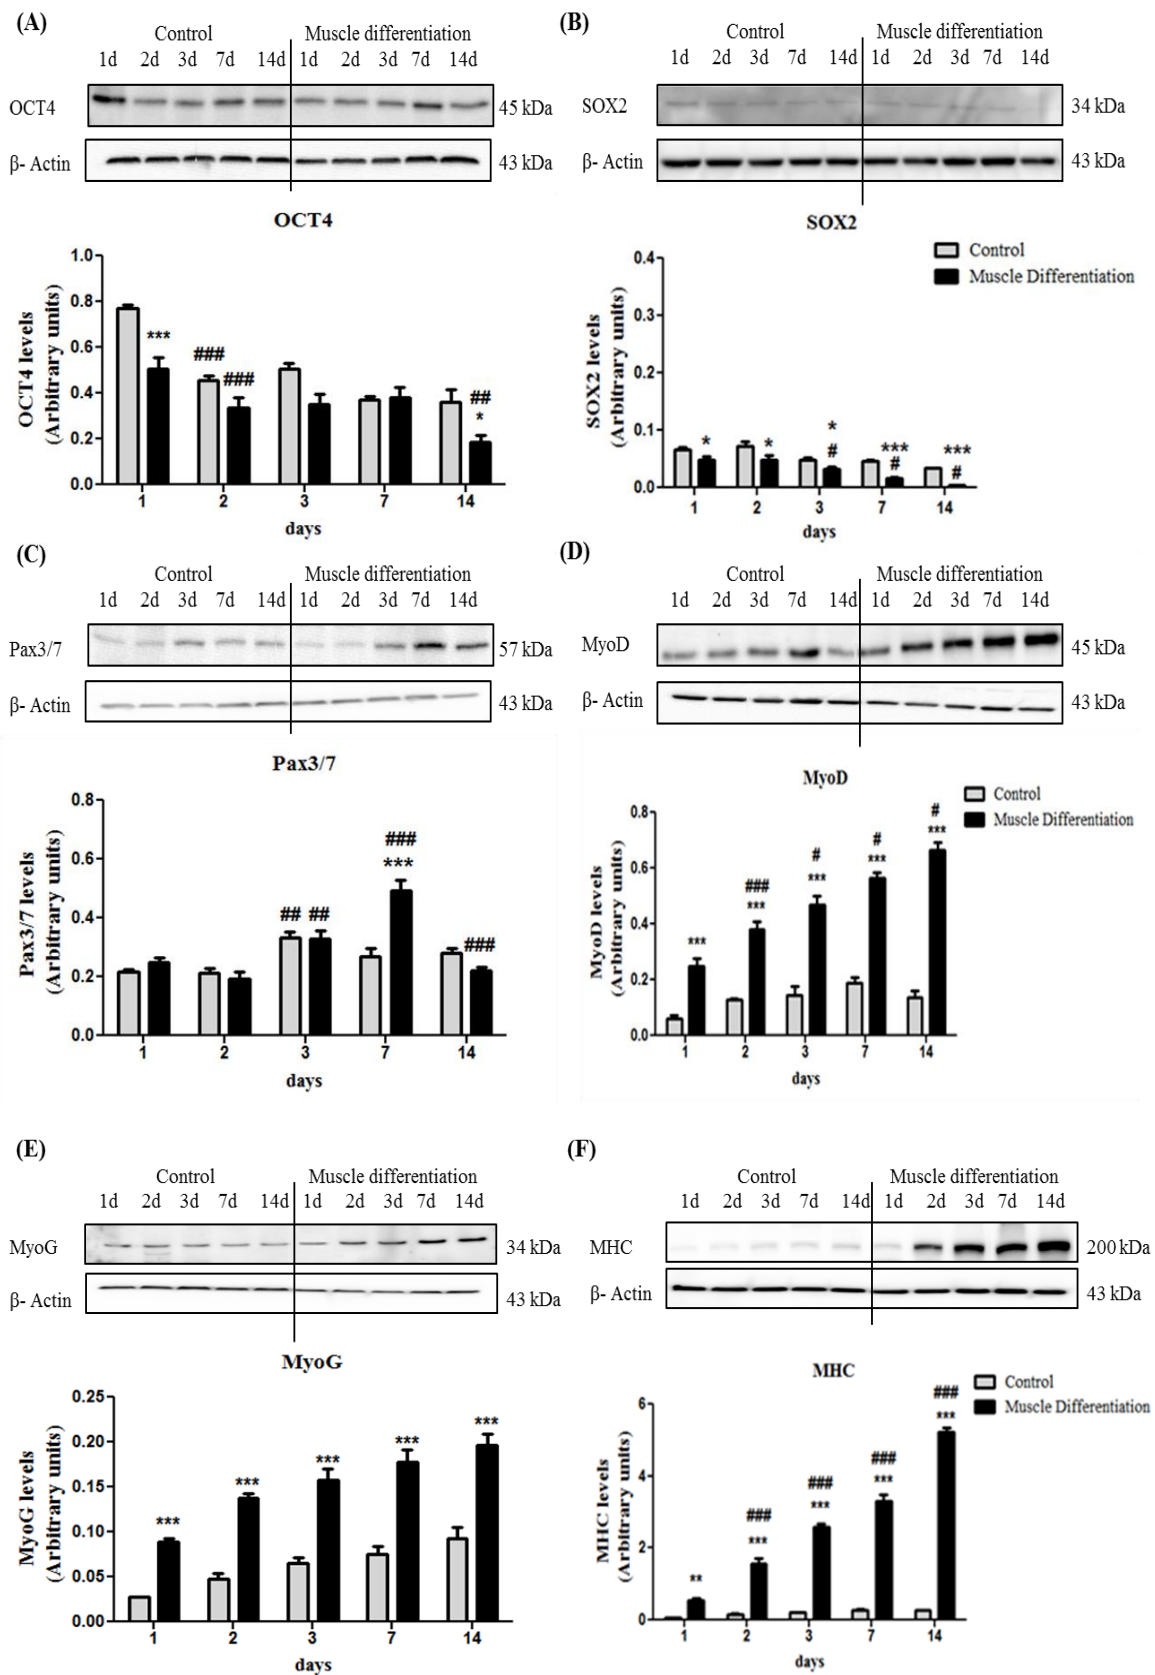 (A)
Control Muscle differentiation
1d 2d 3d 7d 14d 1d 2d 3d 7d 14d
OCT4 45 kDa
β- Actin 43 kDa
OCT4
OCT4 levels
(Arbitrary units)
1.0
0.8
0.6
0.4
0.2
0.0
***
###
###
##
*
1 2 3 7 14
days
(B)
Control Muscle differentiation
1d 2d 3d 7d 14d 1d 2d 3d 7d 14d
SOX2 34 kDa
β- Actin 43 kDa
SOX2
Control
Muscle Differentiation
SOX2 levels
(Arbitrary units)
0.4
0.3
0.2
0.1
0.0
*
*
*
#
***
#
***
#
1 2 3 7 14
days
(C)
Control Muscle differentiation
1d 2d 3d 7d 14d 1d 2d 3d 7d 14d
Pax3/7 57 kDa
β- Actin 43 kDa
Pax3/7
Pax3/7 levels
(Arbitrary units)
0.8
0.6
0.4
0.2
0.0
## ##
###
***
###
1 2 3 7 14
days
(D)
Control Muscle differentiation
1d 2d 3d 7d 14d 1d 2d 3d 7d 14d
MyoD 45 kDa
β- Actin 43 kDa
MyoD
Control
Muscle Differentiation
MyoD levels
(Arbitrary units)
0.8
0.6
0.4
0.2
0.0
***
###
***
#
***
#
***
#
***
1 2 3 7 14
days
(E)
Control Muscle differentiation
1d 2d 3d 7d 14d 1d 2d 3d 7d 14d
MyoG 34 kDa
β- Actin 43 kDa
MyoG
MyoG levels
(Arbitrary units)
0.25
0.20
0.15
0.10
0.05
0.00
***
***
***
***
***
1 2 3 7 14
days
(F)
Control Muscle differentiation
1d 2d 3d 7d 14d 1d 2d 3d 7d 14d
MHC 200 kDa
β- Actin 43 kDa
MHC
Control
Muscle Differentiation
MHC levels
(Arbitrary units)
6
4
2
0
**
###
***
###
***
###
***
###
***
1 2 3 7 14
days